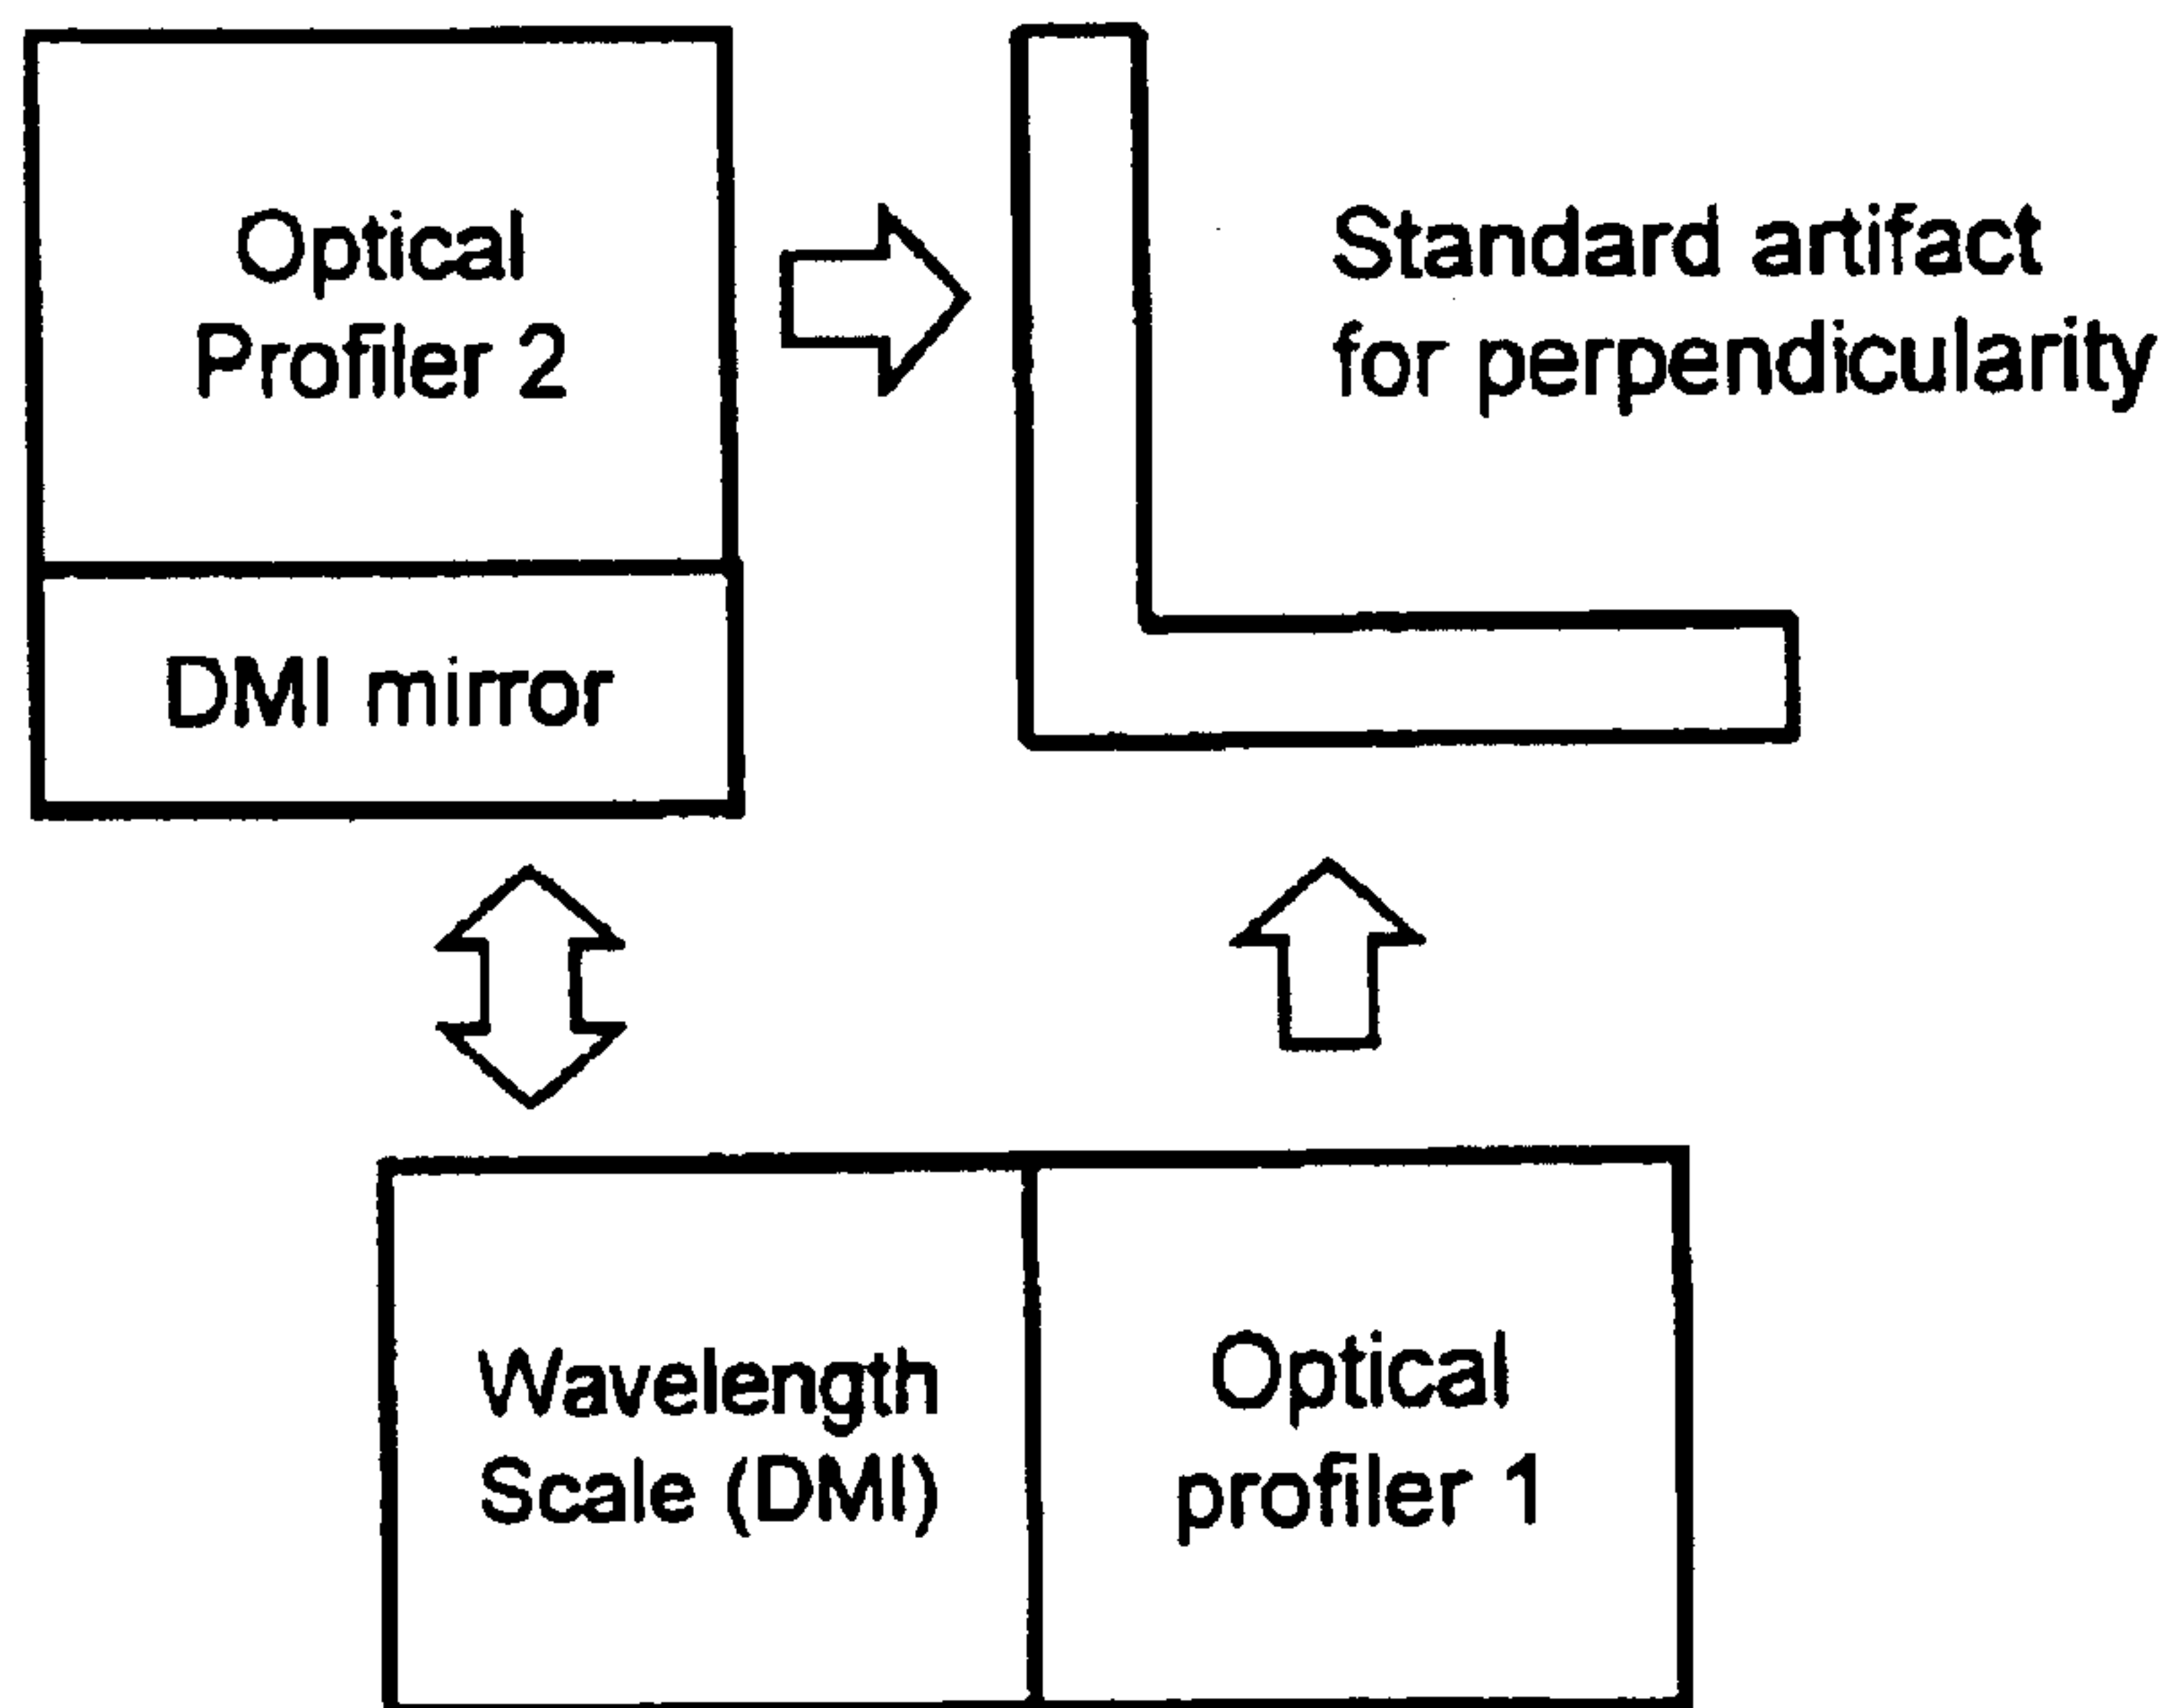 Optical
Profiler 2
DMI mirror
Standard artifact
for perpendicularity
Wavelength
Scale (DMI)
Optical
profiler 1